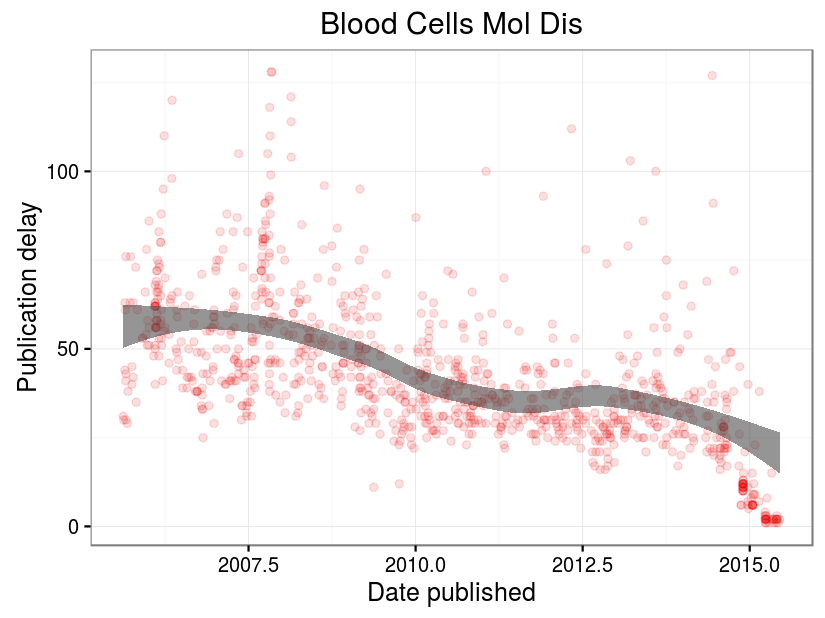 Blood Cells Mol Dis
Publication delay
100
50
0
2007.5 2010.0 2012.5 2015.0
Date published